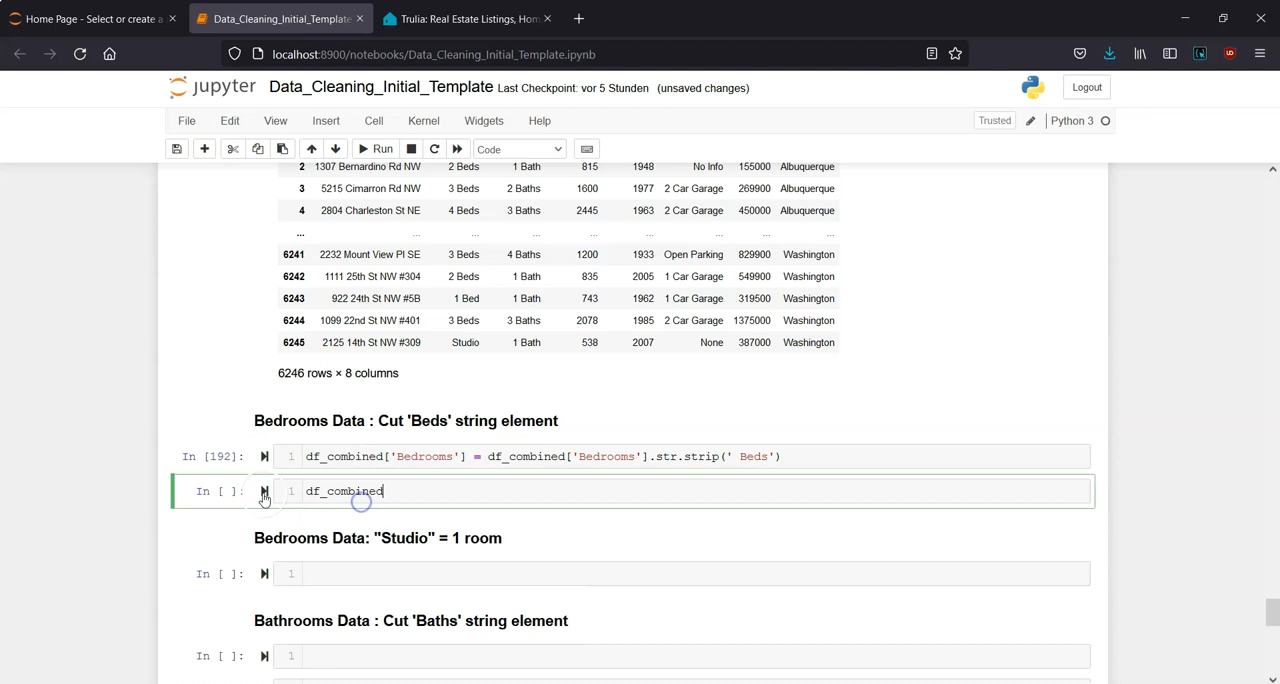 Home Page - Select or create a
Data_Cleaning_Initial_Template
Trulia: Real Estate Listings, Hom
localhost:8900/notebooks/Data_Cleaning_Initial_Template.ipynb
jupyter Data_Cleaning_Initial_Template Last Checkpoint: vor 5 Stunden (unsaved changes)
Logout
File Edit View Insert Cell Kernel Widgets Help
Trusted Python 3
Run Code
2 1307 Bernardino Rd NW 2 Beds 1 Bath 815 1948 No Info 155000 Albuquerque
3 5215 Cimarron Rd NW 3 Beds 2 Baths 1600 1977 2 Car Garage 269900 Albuquerque
4 2804 Charleston St NE 4 Beds 3 Baths 2445 1963 2 Car Garage 450000 Albuquerque
... ... ... ... ... ... ... ... ...
6241 2232 Mount View Pl SE 3 Beds 4 Baths 1200 1933 Open Parking 829900 Washington
6242 1111 25th St NW #304 2 Beds 1 Bath 835 2005 1 Car Garage 549900 Washington
6243 922 24th St NW #5B 1 Bed 1 Bath 743 1962 1 Car Garage 319500 Washington
6244 1099 22nd St NW #401 3 Beds 3 Baths 2078 1985 2 Car Garage 1375000 Washington
6245 2125 14th St NW #309 Studio 1 Bath 538 2007 None 387000 Washington
6246 rows × 8 columns
Bedrooms Data : Cut 'Beds' string element
In [192]: 1 df_combined['Bedrooms'] = df_combined['Bedrooms'].str.strip(' Beds')
In [ ]: 1 df_combined
Bedrooms Data: "Studio" = 1 room
In [ ]: 1
Bathrooms Data : Cut 'Baths' string element
In [ ]: 1